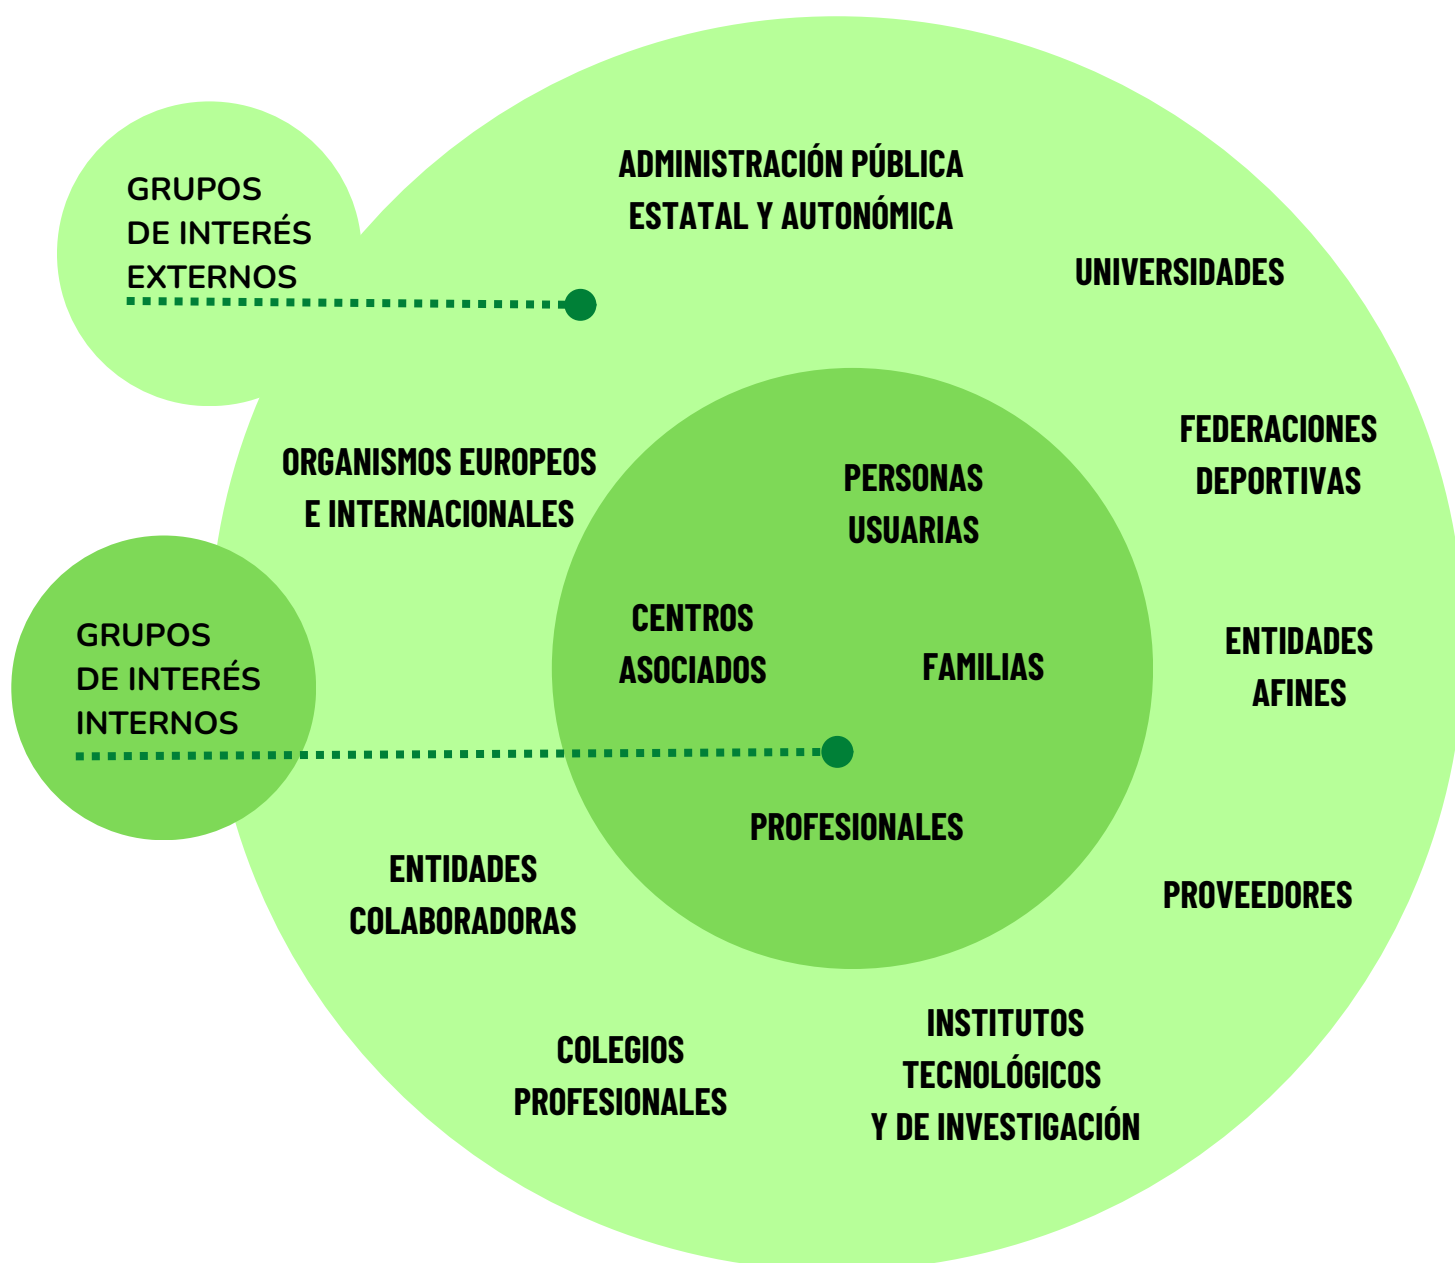 GRUPOS
DE INTERÉS
EXTERNOS
ADMINISTRACIÓN PÚBLICA
ESTATAL Y AUTONÓMICA
UNIVERSIDADES
FEDERACIONES
DEPORTIVAS
ORGANISMOS EUROPEOS
E INTERNACIONALES
PERSONAS
USUARIAS
CENTROS
ASOCIADOS
FAMILIAS
ENTIDADES
AFINES
GRUPOS
DE INTERÉS
INTERNOS
PROFESIONALES
ENTIDADES
COLABORADORAS
PROVEEDORES
COLEGIOS
PROFESIONALES
INSTITUTOS
TECNOLÓGICOS
Y DE INVESTIGACIÓN